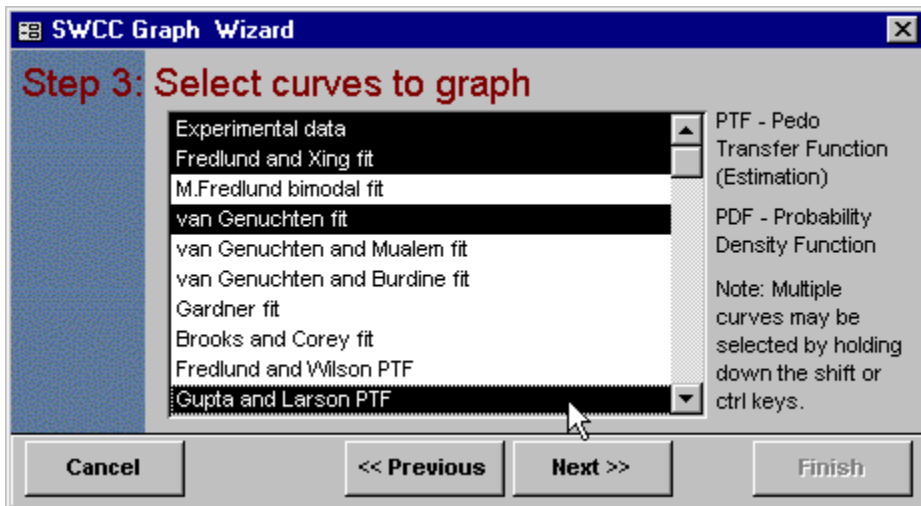 SWCC Graph Wizard
Step 3: Select curves to graph
Experimental data
Fredlund and Xing fit
M.Fredlund bimodal fit
van Genuchten fit
van Genuchten and Mualem fit
van Genuchten and Burdine fit
Gardner fit
Brooks and Corey fit
Fredlund and Wilson PTF
Gupta and Larson PTF
PTF - Pedo
Transfer Function
(Estimation)
PDF - Probability
Density Function
Note: Multiple
curves may be
selected by holding
down the shift or
ctrl keys.
Cancel
<< Previous
Next >>
Finish